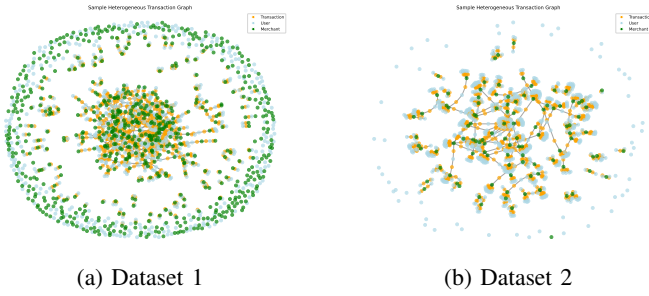 Sample Heterogeneous Transaction Graph
Transaction
User
Merchant
(a) Dataset 1
Sample Heterogeneous Transaction Graph
Transaction
User
Merchant
(b) Dataset 2